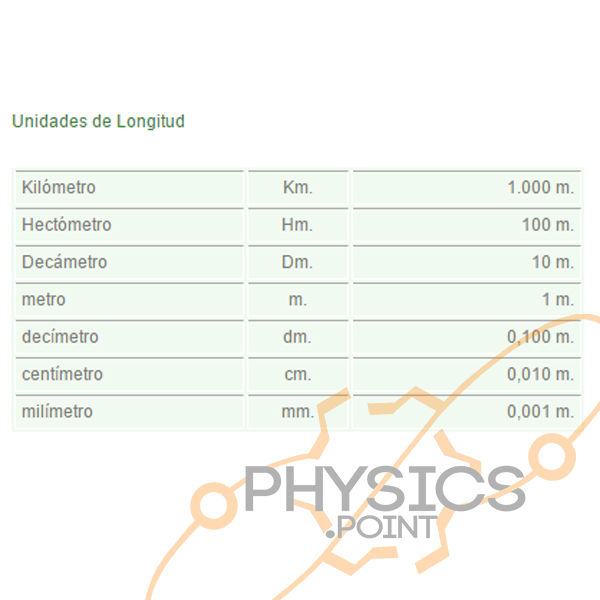 Unidades de Longitud
Kilómetro Km. 1.000 m.
Hectómetro Hm. 100 m.
Decámetro Dm. 10 m.
metro m. 1 m.
decímetro dm. 0,100 m.
centímetro cm. 0,010 m.
milímetro mm. 0,001 m.
PHYSICS
.POINT